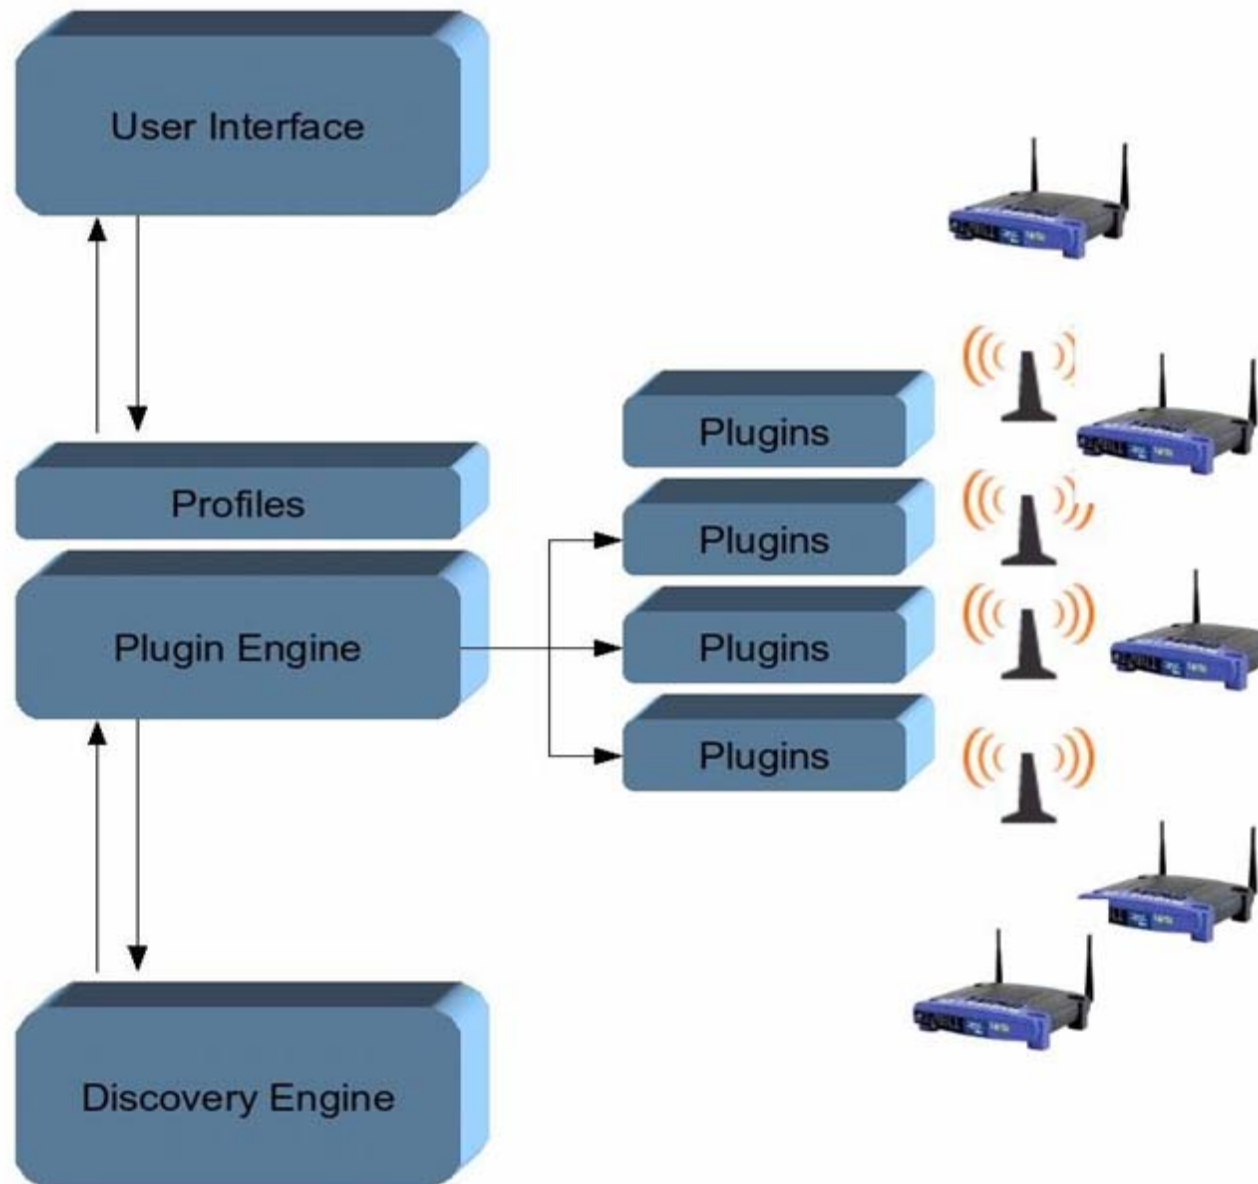 User Interface
Profiles
Plugin Engine
Plugins
Plugins
Plugins
Plugins
Discovery Engine